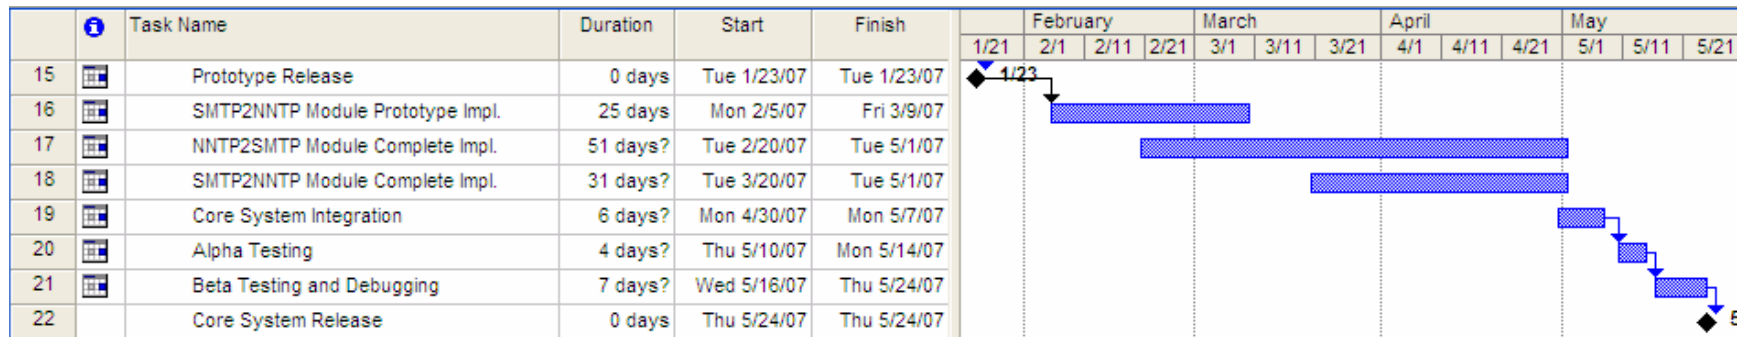 Task Name Duration Start Finish February March April May
1/21 2/1 2/11 2/21 3/1 3/11 3/21 4/1 4/11 4/21 5/1 5/11 5/21
15 Prototype Release 0 days Tue 1/23/07 Tue 1/23/07 1/23
16 SMTP2NNTP Module Prototype Impl. 25 days Mon 2/5/07 Fri 3/9/07
17 NNTP2SMTP Module Complete Impl. 51 days? Tue 2/20/07 Tue 5/1/07
18 SMTP2NNTP Module Complete Impl. 31 days? Tue 3/20/07 Tue 5/1/07
19 Core System Integration 6 days? Mon 4/30/07 Mon 5/7/07
20 Alpha Testing 4 days? Thu 5/10/07 Mon 5/14/07
21 Beta Testing and Debugging 7 days? Wed 5/16/07 Thu 5/24/07
22 Core System Release 0 days Thu 5/24/07 Thu 5/24/07